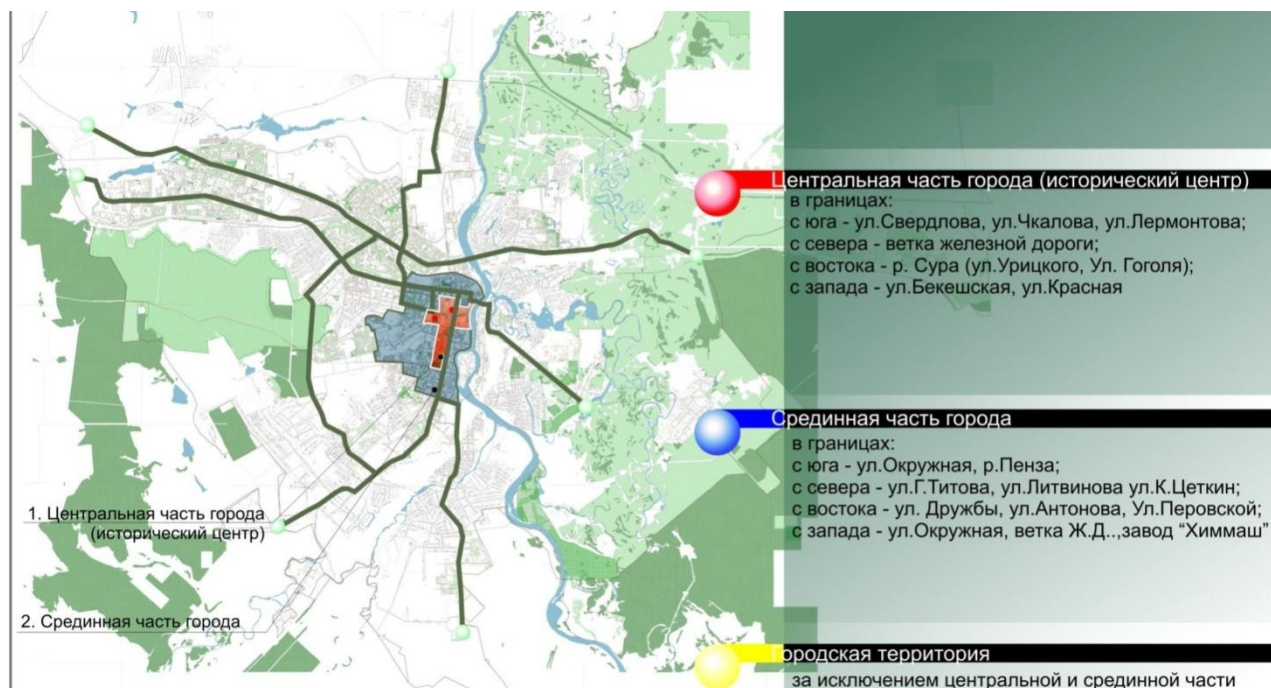 Центральная часть города (исторический центр)
в границах:
с юга - ул.Свердлова, ул.Чкалова, ул.Лермонтова;
с севера - ветка железной дороги;
с востока - р. Сура (ул.Урицкого, Ул. Гоголя);
с запада - ул.Бекешская, ул.Красная
Срединная часть города
в границах:
с юга - ул.Окружная, р.Пенза;
с севера - ул.Г.Титова, ул.Литвинова ул.К.Цеткин;
с востока - ул. Дружбы, ул.Антонова, Ул.Перовской;
с запада - ул.Окружная, ветка Ж.Д..,завод “Химмаш”
1. Центральная часть города
(исторический центр)
2. Срединная часть города
Городская территория
за исключением центральной и срединной части